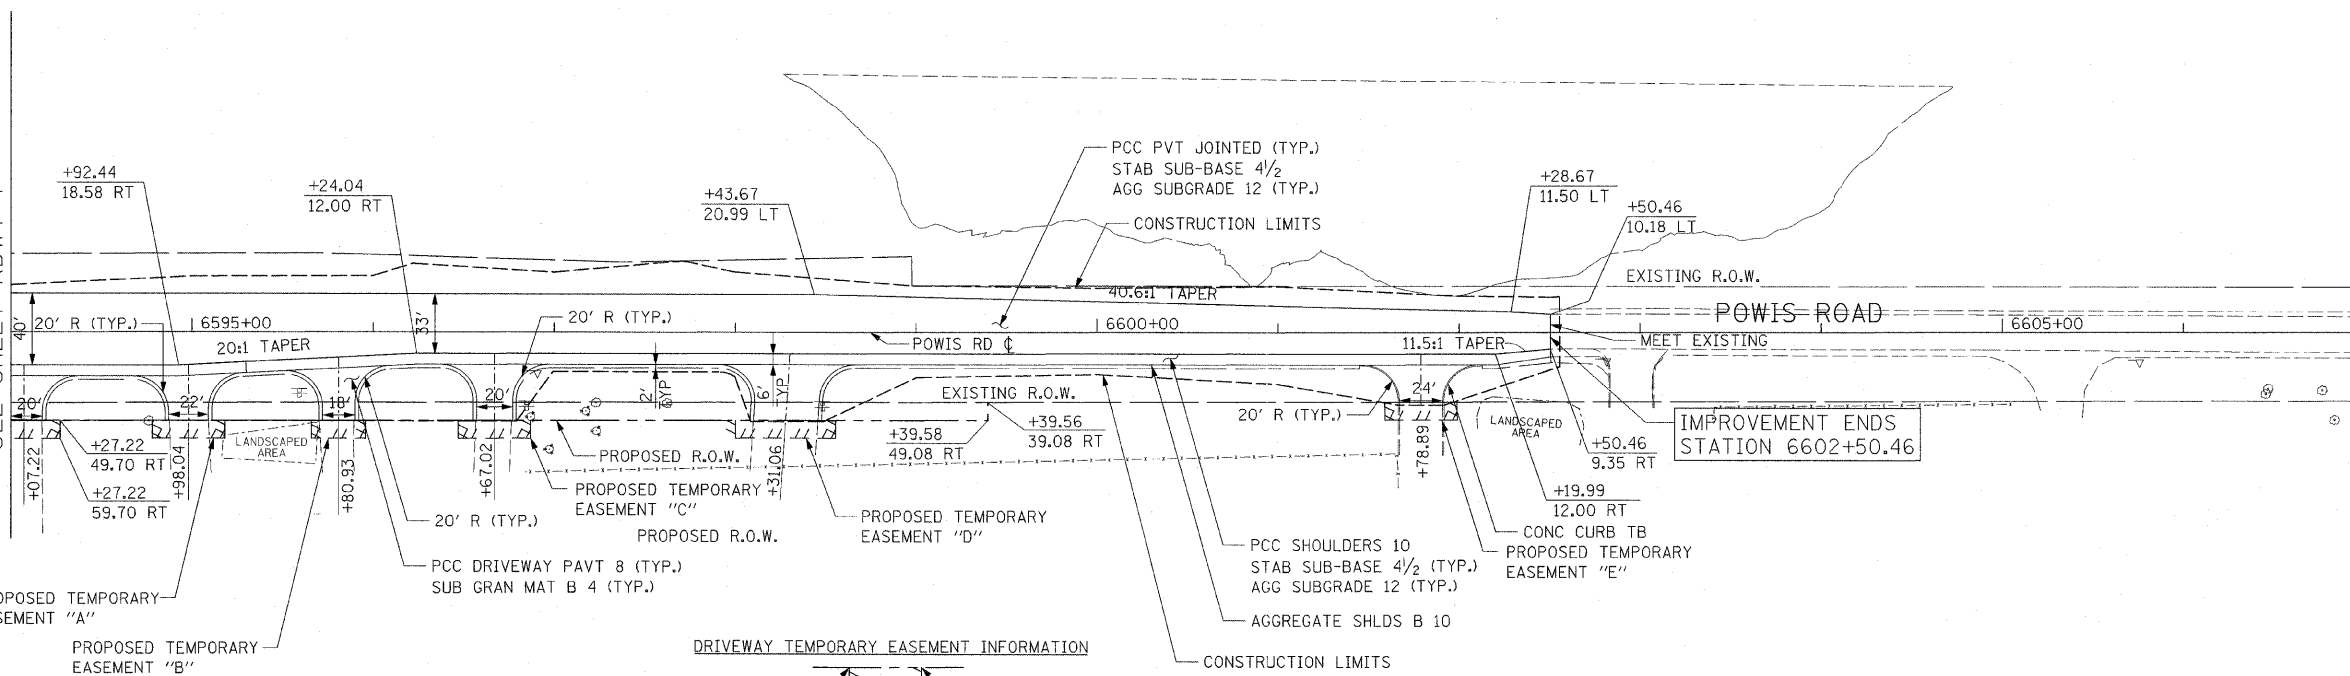 +92.44
18.58 RT
+24.04
12.00 RT
+43.67
20.99 LT
PCC PVT JOINTED (TYP.)
STAB SUB-BASE 4½
AGG SUBGRADE 12 (TYP.)
CONSTRUCTION LIMITS
+28.67
11.50 LT
+50.46
10.18 LT
EXISTING R.O.W.
40.6:1 TAPER
POWIS ROAD
40'
20' R (TYP.)
6595+00
33'
20' R (TYP.)
6600+00
6605+00
20:1 TAPER
POWIS RD ℄
11.5:1 TAPER
MEET EXISTING
20'
22'
18'
20'
2'
TYP
6'
TYP
EXISTING R.O.W.
24'
20' R (TYP.)
LANDSCAPED
AREA
LANDSCAPED
AREA
IMPROVEMENT ENDS
STATION 6602+50.46
+27.22
49.70 RT
+39.58
49.08 RT
+39.56
39.08 RT
+50.46
9.35 RT
+07.22
+98.04
+80.93
+67.02
+31.06
+78.89
PROPOSED R.O.W.
+27.22
59.70 RT
PROPOSED TEMPORARY
EASEMENT "C"
+19.99
12.00 RT
20' R (TYP.)
PROPOSED R.O.W.
PROPOSED TEMPORARY
EASEMENT "D"
CONC CURB TB
PCC SHOULDERS 10
STAB SUB-BASE 4½ (TYP.)
AGG SUBGRADE 12 (TYP.)
PROPOSED TEMPORARY
EASEMENT "E"
PCC DRIVEWAY PAVT 8 (TYP.)
SUB GRAN MAT B 4 (TYP.)
OPOSED TEMPORARY
SEMENT "A"
AGGREGATE SHLDS B 10
PROPOSED TEMPORARY
EASEMENT "B"
DRIVEWAY TEMPORARY EASEMENT INFORMATION
CONSTRUCTION LIMITS